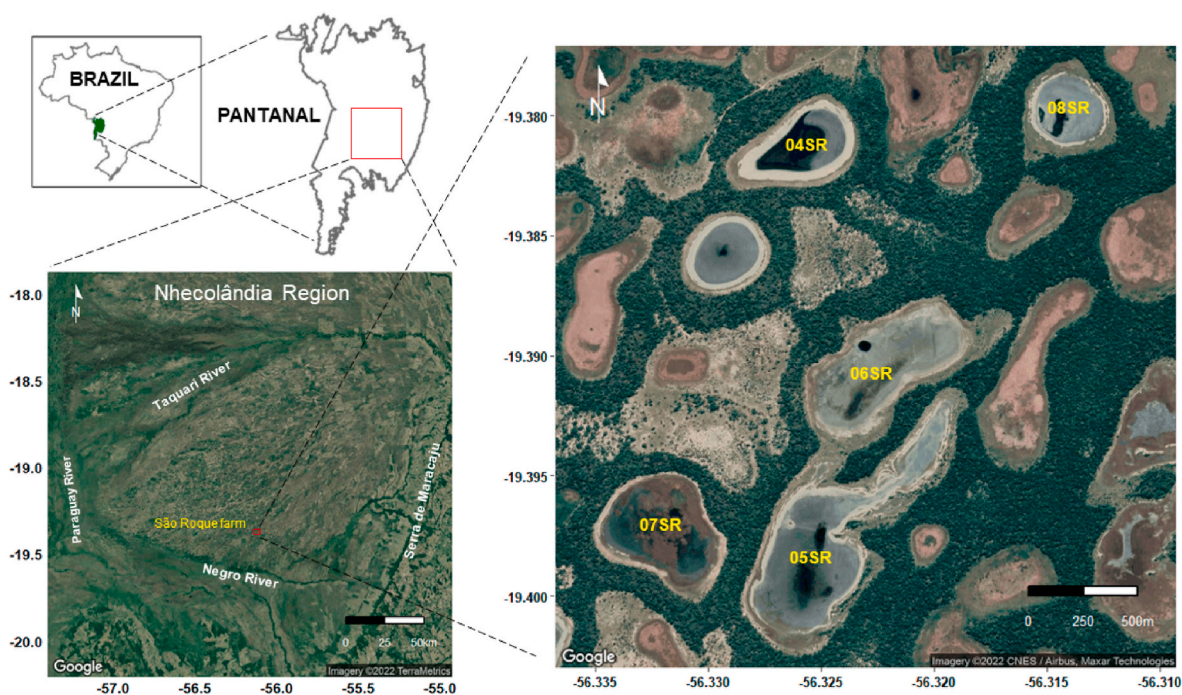 BRAZIL
PANTANAL
Nhecolândia Region
N
Taquari River
Paraguay River
Serra de Maracaju
São Roque farm
Negro River
0 25 50km
Google
Imagery ©2022 TerraMetrics
-18.0
-18.5
-19.0
-19.5
-20.0
-57.0 -56.5 -56.0 -55.5 -55.0
N
04SR
08SR
06SR
07SR
05SR
0 250 500m
Google
Imagery ©2022 CNES / Airbus, Maxar Technologies
-19.380
-19.385
-19.390
-19.395
-19.400
-56.335 -56.330 -56.325 -56.320 -56.315 -56.310